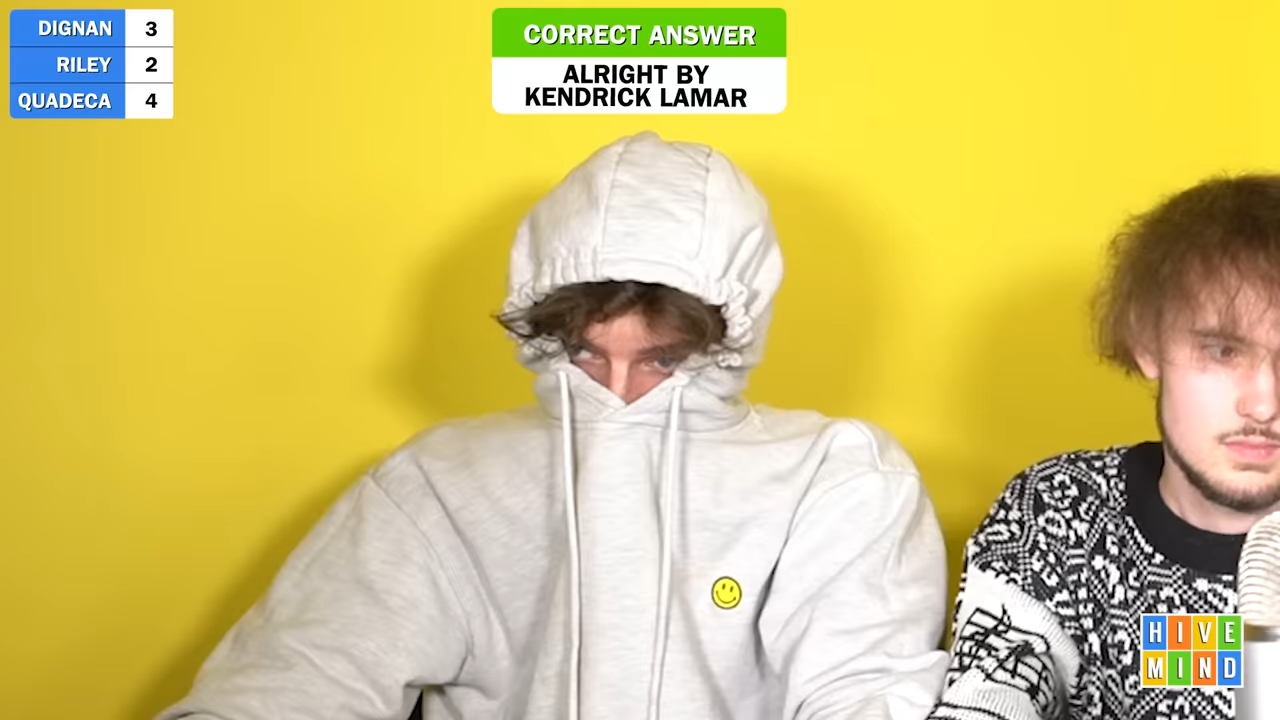 DIGNAN 3
RILEY 2
QUADECA 4
CORRECT ANSWER
ALRIGHT BY
KENDRICK LAMAR
HIVE
MIND